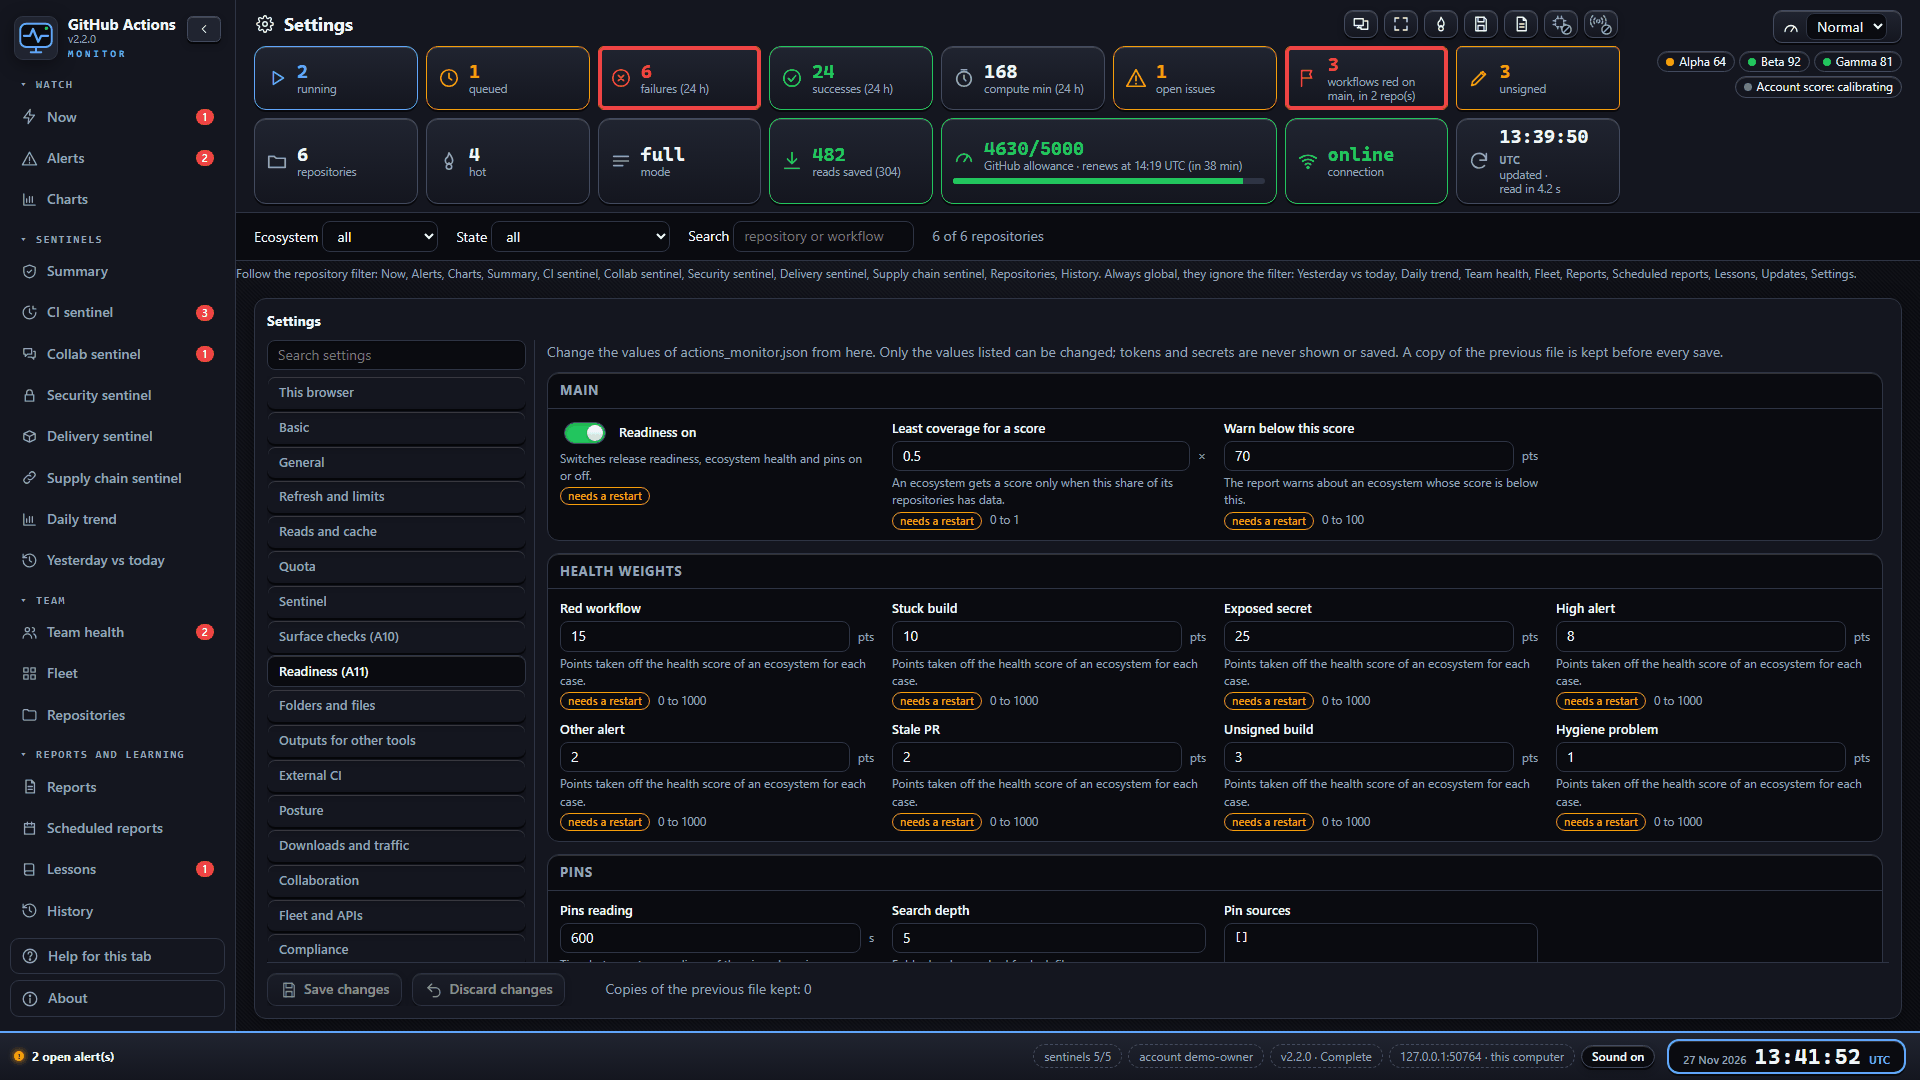 GitHub Actions
v2.2.0
MONITOR
WATCH
Now 1
Alerts 2
Charts
SENTINELS
Summary
CI sentinel 3
Collab sentinel 1
Security sentinel
Delivery sentinel
Supply chain sentinel
Daily trend
Yesterday vs today
TEAM
Team health 2
Fleet
Repositories
REPORTS AND LEARNING
Reports
Scheduled reports
Lessons 1
History
Help for this tab
About
Settings
Normal
2
running
1
queued
6
failures (24 h)
24
successes (24 h)
168
compute min (24 h)
1
open issues
3
workflows red on
main, in 2 repo(s)
3
unsigned
Alpha 64
Beta 92
Gamma 81
Account score: calibrating
6
repositories
4
hot
full
mode
482
reads saved (304)
4630/5000
GitHub allowance · renews at 14:19 UTC (in 38 min)
online
connection
13:39:50
UTC
updated ·
read in 4.2 s
Ecosystem all State all Search repository or workflow 6 of 6 repositories
Follow the repository filter: Now, Alerts, Charts, Summary, CI sentinel, Collab sentinel, Security sentinel, Delivery sentinel, Supply chain sentinel, Repositories, History. Always global, they ignore the filter: Yesterday vs today, Daily trend, Team health, Fleet, Reports, Scheduled reports, Lessons, Updates, Settings.
Settings
Search settings
This browser
Basic
General
Refresh and limits
Reads and cache
Quota
Sentinel
Surface checks (A10)
Readiness (A11)
Folders and files
Outputs for other tools
External CI
Posture
Downloads and traffic
Collaboration
Fleet and APIs
Compliance
Change the values of actions_monitor.json from here. Only the values listed can be changed; tokens and secrets are never shown or saved. A copy of the previous file is kept before every save.
MAIN
Readiness on
Switches release readiness, ecosystem health and pins on
or off.
needs a restart
Least coverage for a score
0.5 ×
An ecosystem gets a score only when this share of its
repositories has data.
needs a restart 0 to 1
Warn below this score
70 pts
The report warns about an ecosystem whose score is below
this.
needs a restart 0 to 100
HEALTH WEIGHTS
Red workflow
15 pts
Points taken off the health score of an ecosystem for each
case.
needs a restart 0 to 1000
Stuck build
10 pts
Points taken off the health score of an ecosystem for each
case.
needs a restart 0 to 1000
Exposed secret
25 pts
Points taken off the health score of an ecosystem for each
case.
needs a restart 0 to 1000
High alert
8 pts
Points taken off the health score of an ecosystem for each
case.
needs a restart 0 to 1000
Other alert
2 pts
Points taken off the health score of an ecosystem for each
case.
needs a restart 0 to 1000
Stale PR
2 pts
Points taken off the health score of an ecosystem for each
case.
needs a restart 0 to 1000
Unsigned build
3 pts
Points taken off the health score of an ecosystem for each
case.
needs a restart 0 to 1000
Hygiene problem
1 pts
Points taken off the health score of an ecosystem for each
case.
needs a restart 0 to 1000
PINS
Pins reading
600 s
Search depth
5
Pin sources
[]
Save changes
Discard changes
Copies of the previous file kept: 0
2 open alert(s)
sentinels 5/5
account demo-owner
v2.2.0 · Complete
127.0.0.1:50764 · this computer
Sound on
27 Nov 2026 13:41:52 UTC